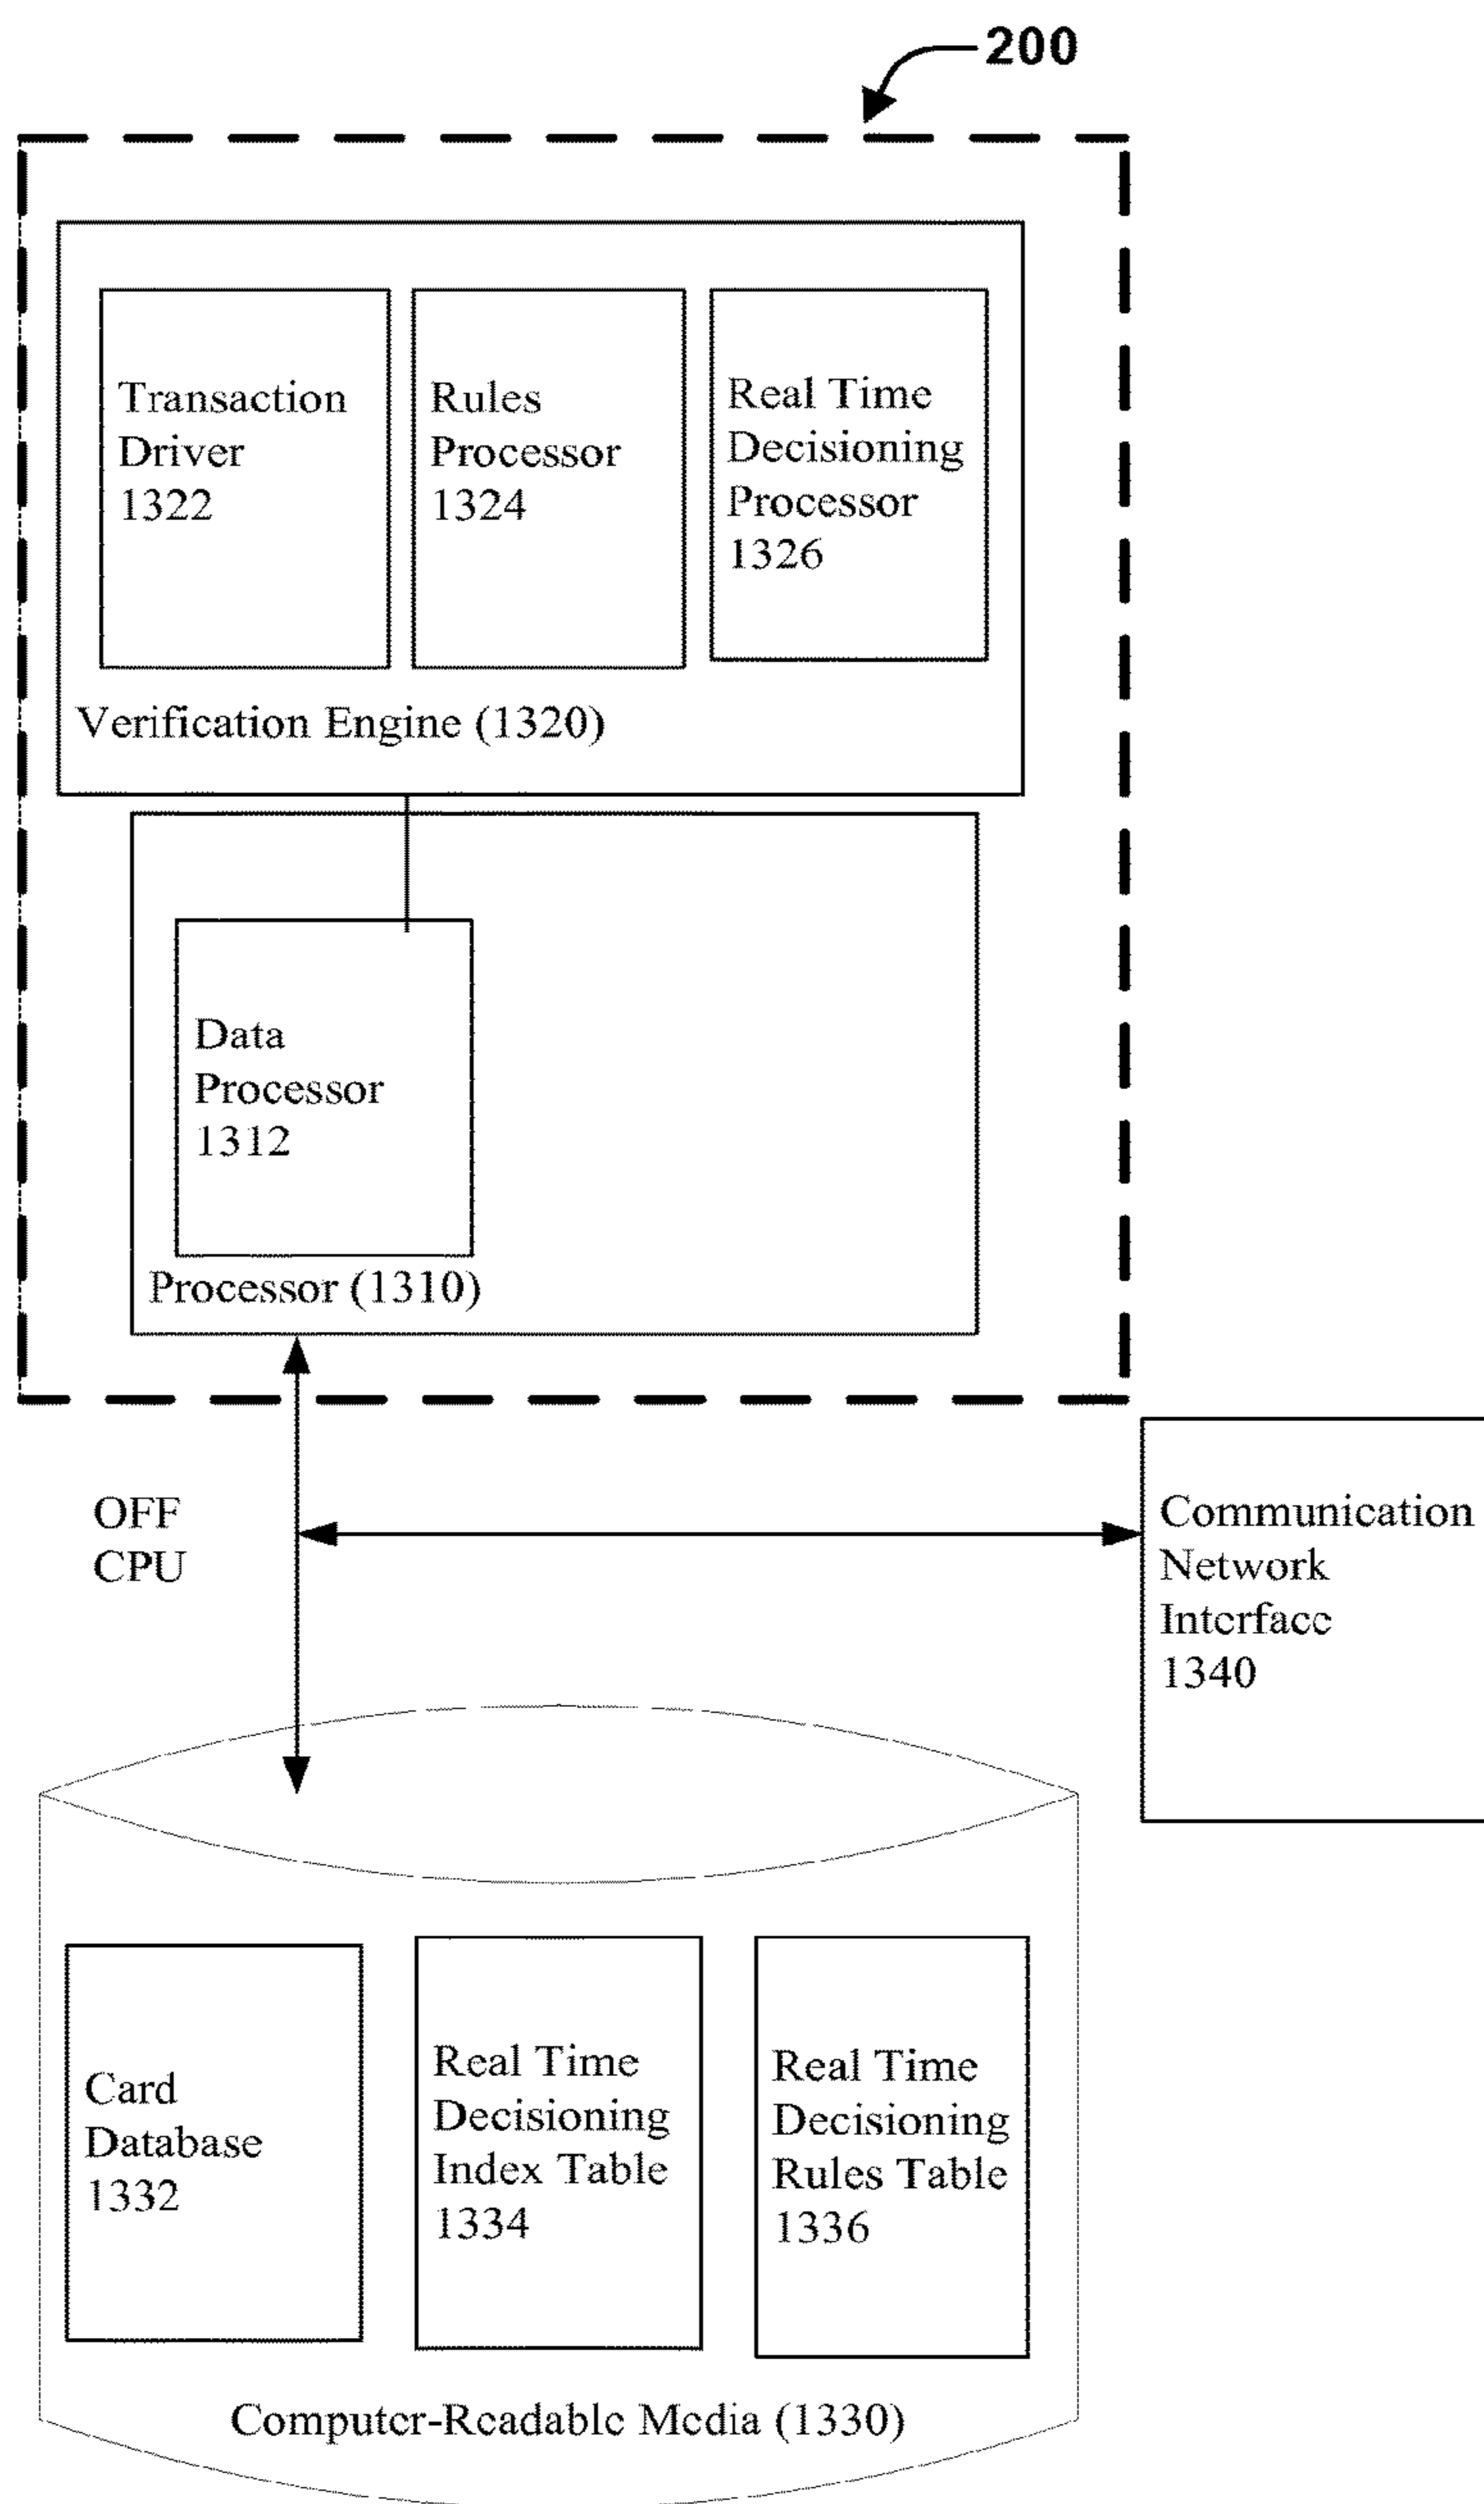 200
Transaction
Driver
1322
Rules
Processor
1324
Real Time
Decisioning
Processor
1326
Verification Engine (1320)
Data
Processor
1312
Processor (1310)
OFF
CPU
Communication
Network
Interface
1340
Card
Database
1332
Real Time
Decisioning
Index Table
1334
Real Time
Decisioning
Rules Table
1336
Computer-Readable Media (1330)